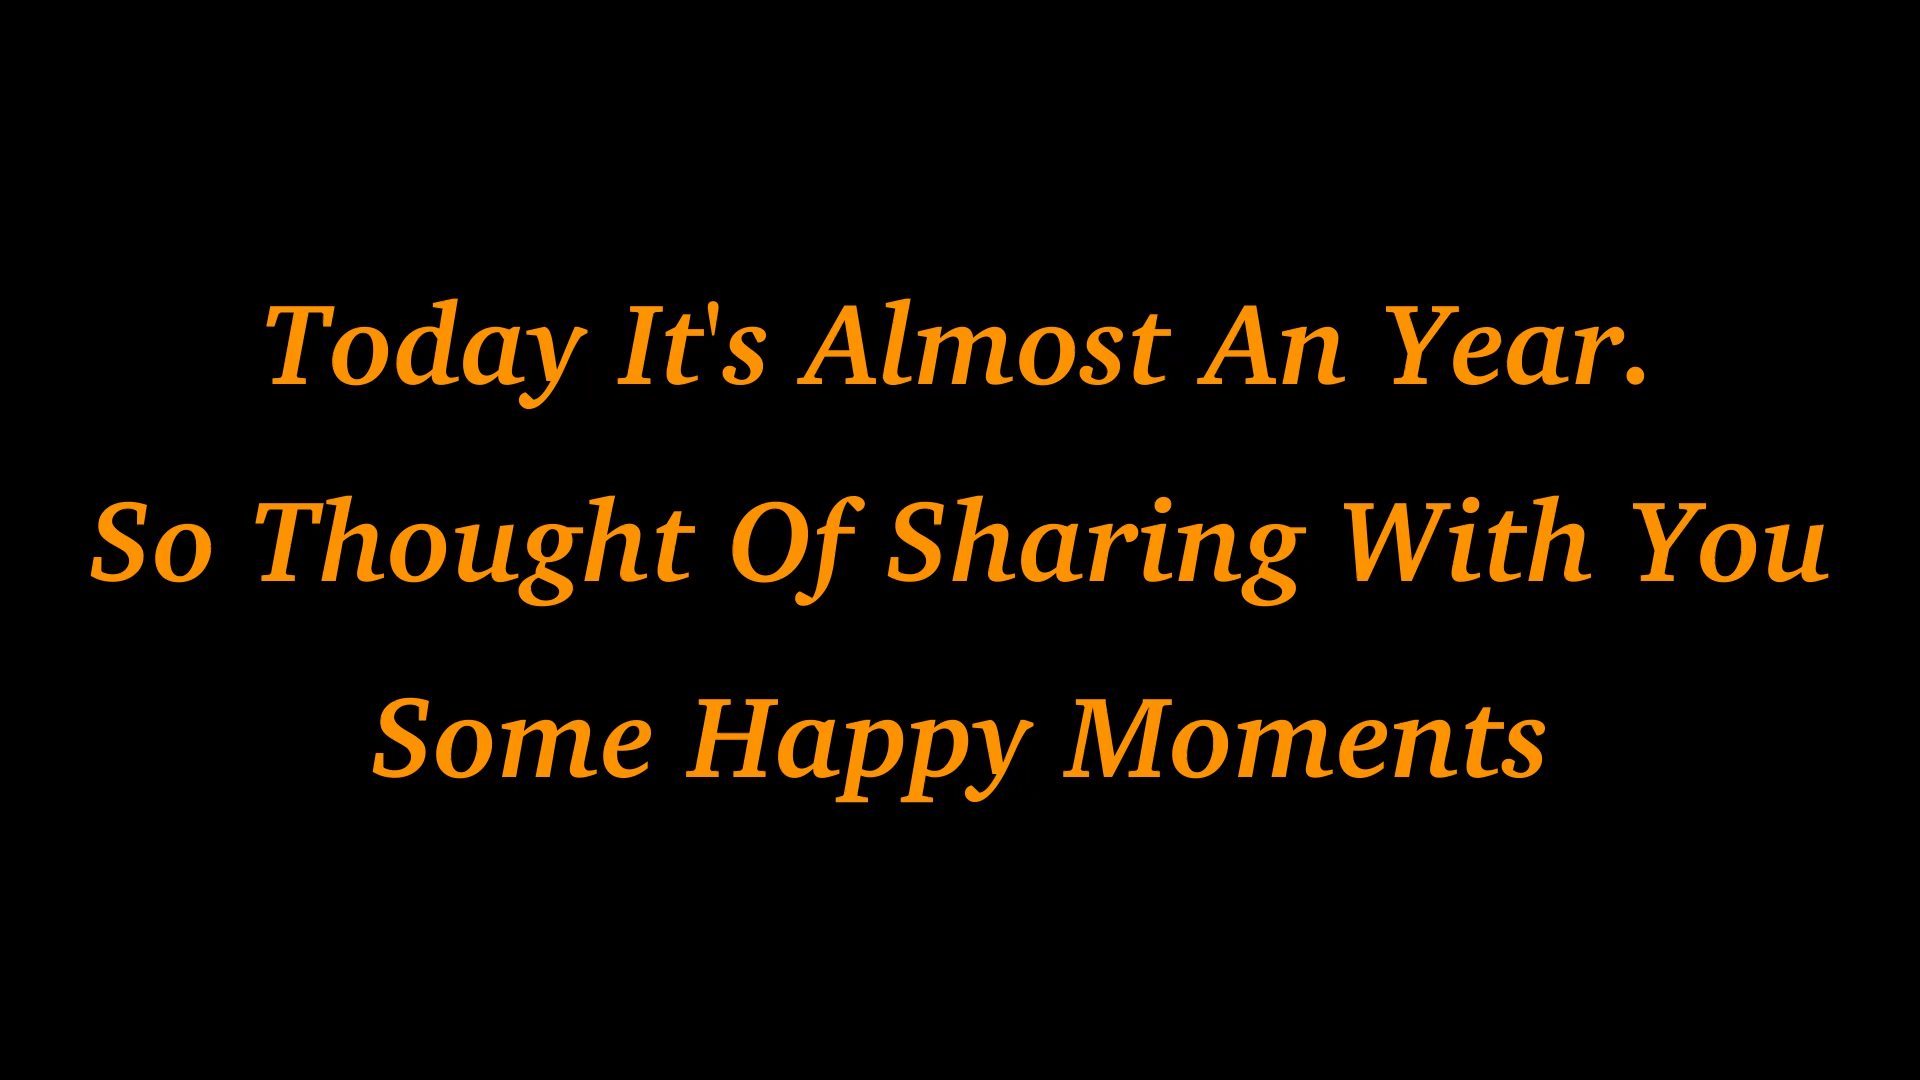 Today It's Almost An Year.
So Thought Of Sharing With You
Some Happy Moments